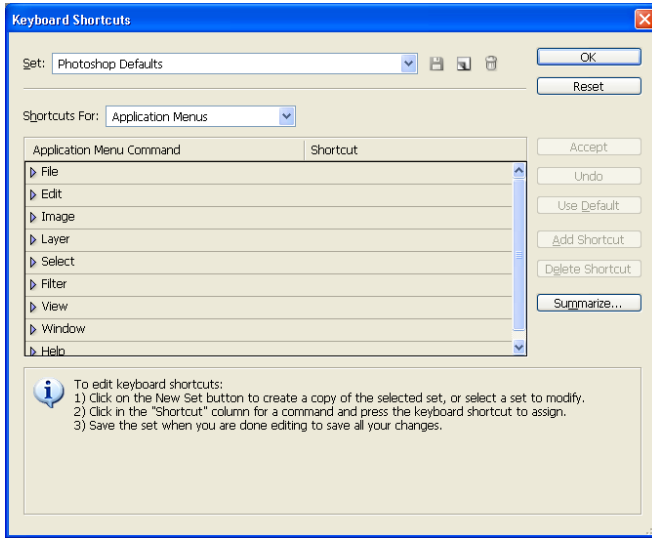 Keyboard Shortcuts
Set: Photoshop Defaults
OK
Reset
Shortcuts For: Application Menus
Application Menu Command Shortcut
File
Edit
Image
Layer
Select
Filter
View
Window
Help
Accept
Undo
Use Default
Add Shortcut
Delete Shortcut
Summarize...
To edit keyboard shortcuts:
1) Click on the New Set button to create a copy of the selected set, or select a set to modify.
2) Click in the "Shortcut" column for a command and press the keyboard shortcut to assign.
3) Save the set when you are done editing to save all your changes.